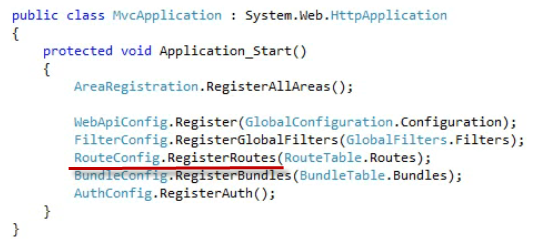 public class MvcApplication : System.Web.HttpApplication
{
    protected void Application_Start()
    {
        AreaRegistration.RegisterAllAreas();

        WebApiConfig.Register(GlobalConfiguration.Configuration);
        FilterConfig.RegisterGlobalFilters(GlobalFilters.Filters);
        RouteConfig.RegisterRoutes(RouteTable.Routes);
        BundleConfig.RegisterBundles(BundleTable.Bundles);
        AuthConfig.RegisterAuth();
    }
}